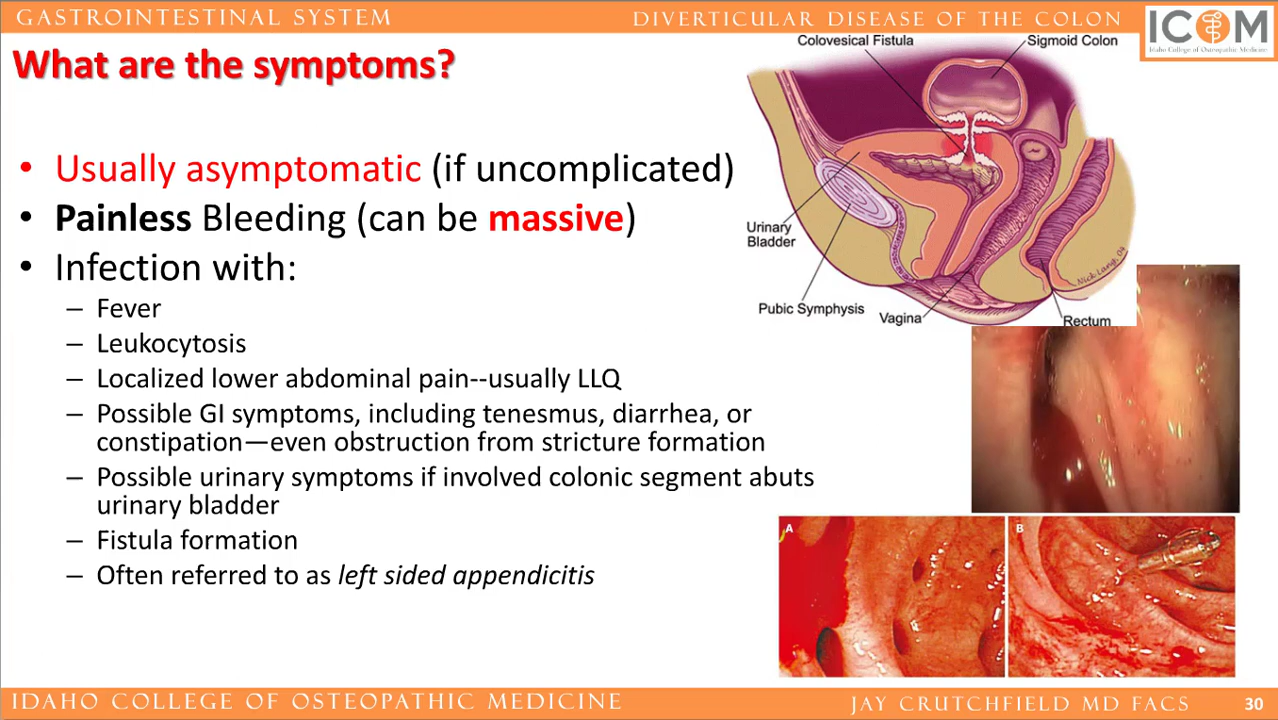 GASTROINTESTINAL SYSTEM
DIVERTICULAR DISEASE OF THE COLON
ICOM
Idaho College of Osteopathic Medicine
What are the symptoms?
• Usually asymptomatic (if uncomplicated)
• Painless Bleeding (can be massive)
• Infection with:
– Fever
– Leukocytosis
– Localized lower abdominal pain--usually LLQ
– Possible GI symptoms, including tenesmus, diarrhea, or
constipation—even obstruction from stricture formation
– Possible urinary symptoms if involved colonic segment abuts
urinary bladder
– Fistula formation
– Often referred to as left sided appendicitis
Colovesical Fistula
Sigmoid Colon
Urinary
Bladder
Pubic Symphysis
Vagina
Rectum
Nick Lang, 04
A
B
IDAHO COLLEGE OF OSTEOPATHIC MEDICINE
JAY CRUTCHFIELD MD FACS
30